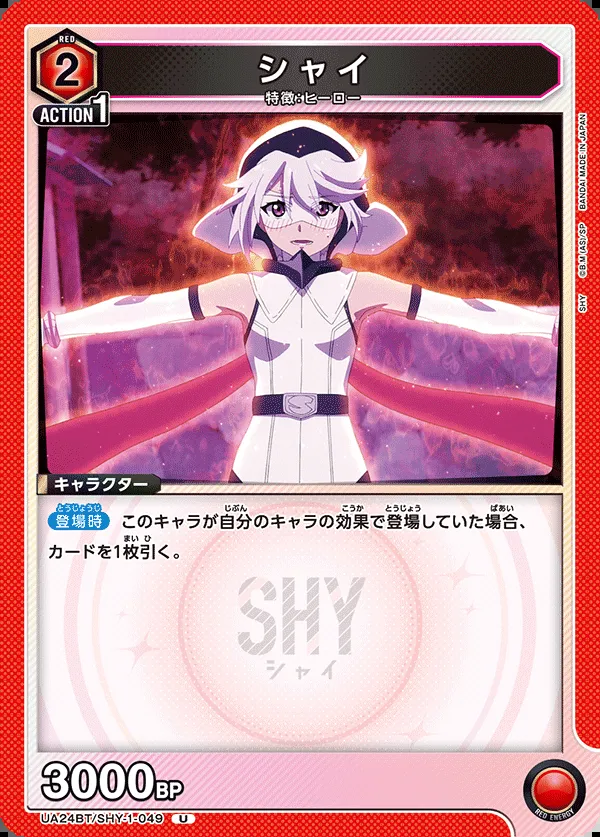 RED
2
シャイ
特徴:ヒーロー
ACTION 1
SHY ©B.M(AS)/SP BANDAI MADE IN JAPAN
キャラクター
登場時 このキャラが自分のキャラの効果で登場していた場合、
カードを1枚引く。
SHY
シャイ
3000BP
UA24BT/SHY-1-049 U
RED ENERGY